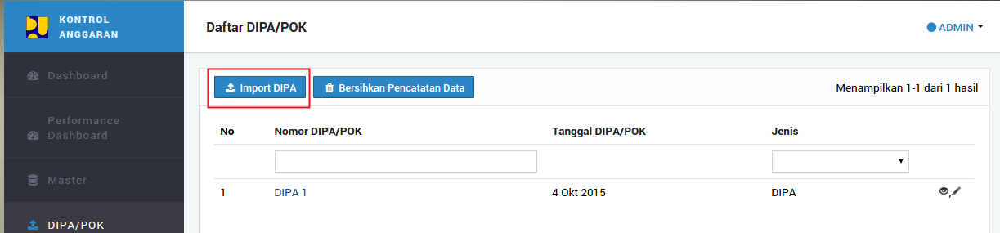 KONTROL
ANGGARAN
Daftar DIPA/POK
ADMIN
Dashboard
Performance
Dashboard
Master
DIPA/POK
Import DIPA
Bersihkan Pencatatan Data
Menampilkan 1-1 dari 1 hasil
No Nomor DIPA/POK Tanggal DIPA/POK Jenis
1 DIPA 1 4 Okt 2015 DIPA